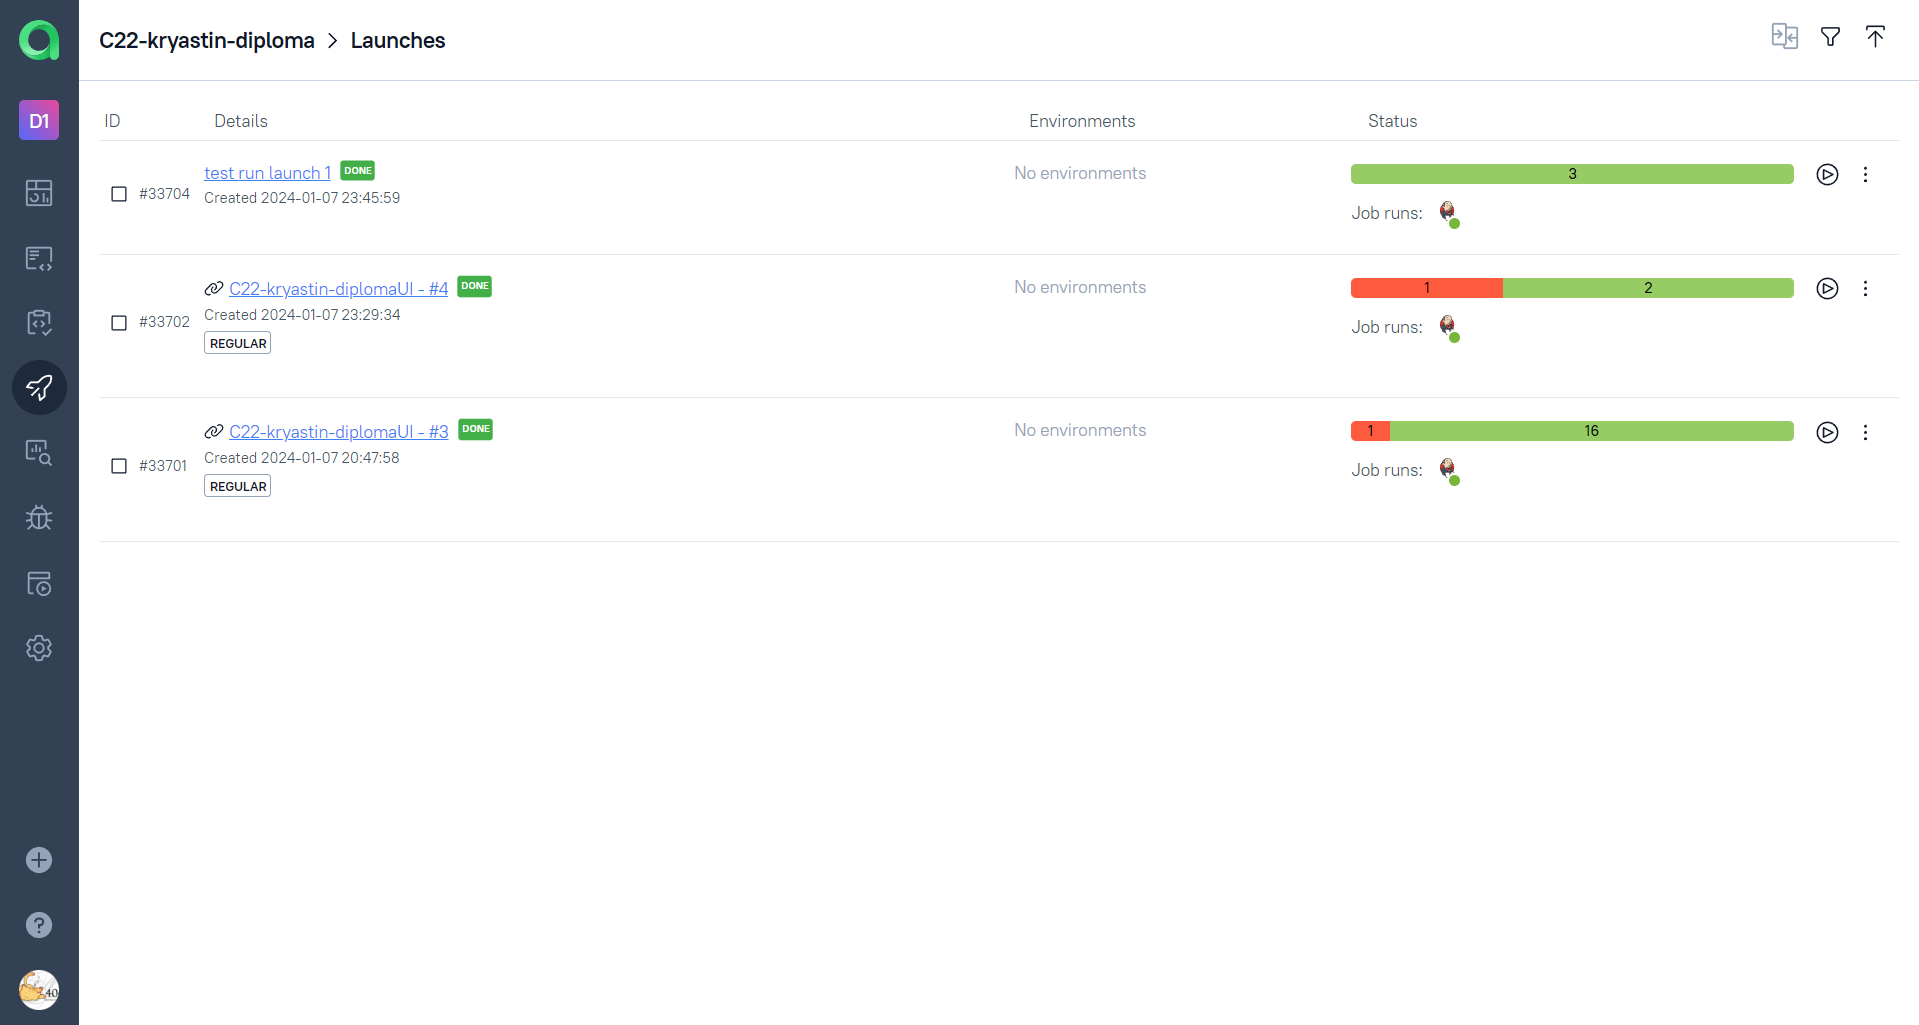 C22-kryastin-diploma > Launches
D1
ID Details Environments Status
test run launch 1 DONE No environments 3
#33704 Created 2024-01-07 23:45:59
Job runs:
C22-kryastin-diplomaUI - #4 DONE No environments 1 2
#33702 Created 2024-01-07 23:29:34
Job runs:
REGULAR
C22-kryastin-diplomaUI - #3 DONE No environments 1 16
#33701 Created 2024-01-07 20:47:58
Job runs:
REGULAR
?
40